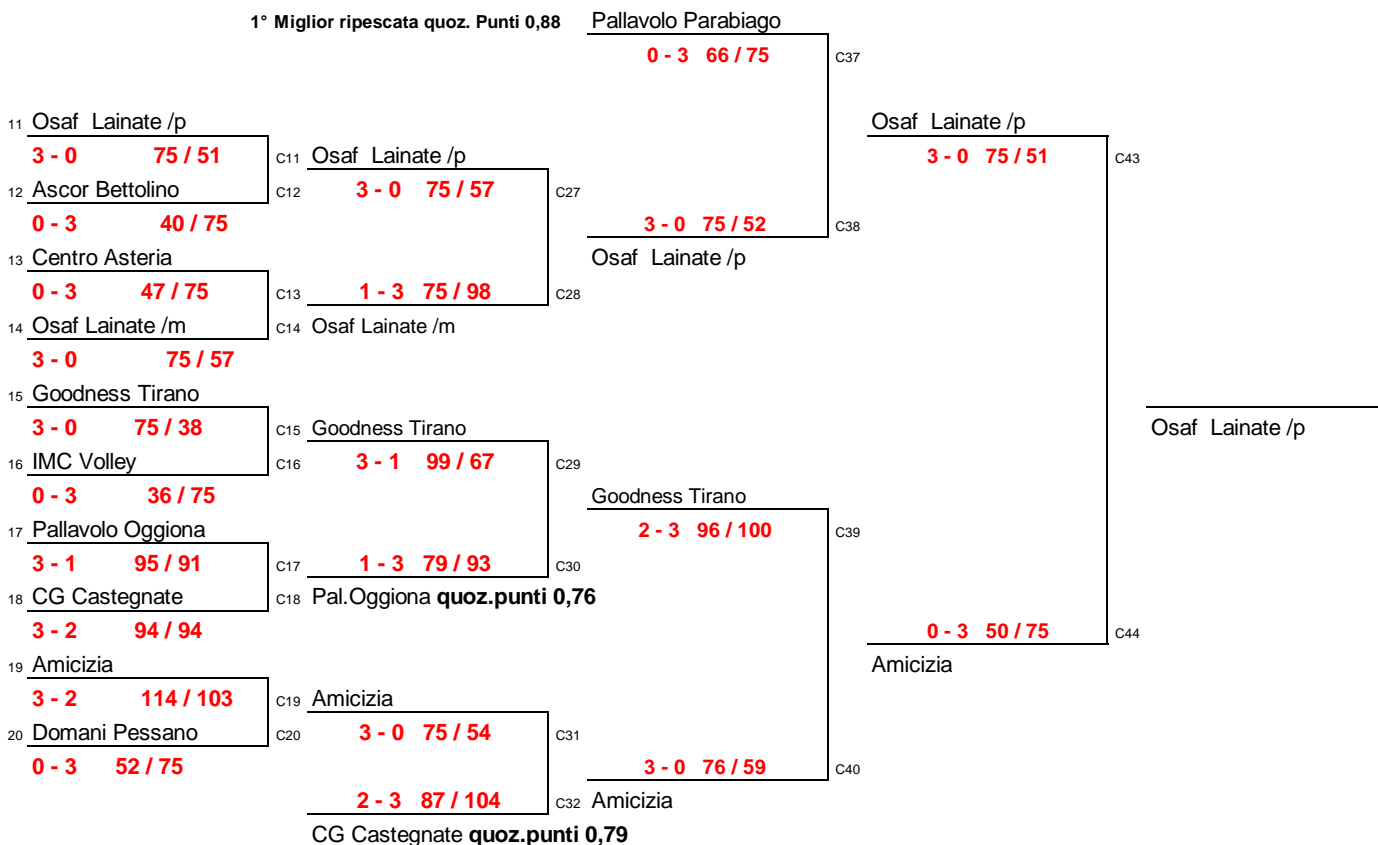 1° Miglior ripescata quoz. Punti 0,88 Pallavolo Parabiago
0 - 3 66 / 75 C37
11 Osaf Lainate /p Osaf Lainate /p
3 - 0 75 / 51 C11 Osaf Lainate /p 3 - 0 75 / 51 C43
12 Ascor Bettolino C12 3 - 0 75 / 57 C27
0 - 3 40 / 75 3 - 0 75 / 52 C38
13 Centro Asteria Osaf Lainate /p
0 - 3 47 / 75 C13 1 - 3 75 / 98 C28
14 Osaf Lainate /m C14 Osaf Lainate /m
3 - 0 75 / 57
15 Goodness Tirano
3 - 0 75 / 38 C15 Goodness Tirano Osaf Lainate /p
16 IMC Volley C16 3 - 1 99 / 67 C29
0 - 3 36 / 75 Goodness Tirano
17 Pallavolo Oggiona 2 - 3 96 / 100 C39
3 - 1 95 / 91 C17 1 - 3 79 / 93 C30
18 CG Castegnate C18 Pal.Oggiona quoz.punti 0,76
3 - 2 94 / 94 0 - 3 50 / 75 C44
19 Amicizia Amicizia
3 - 2 114 / 103 C19 Amicizia
20 Domani Pessano C20 3 - 0 75 / 54 C31
0 - 3 52 / 75 3 - 0 76 / 59 C40
2 - 3 87 / 104 C32 Amicizia
CG Castegnate quoz.punti 0,79